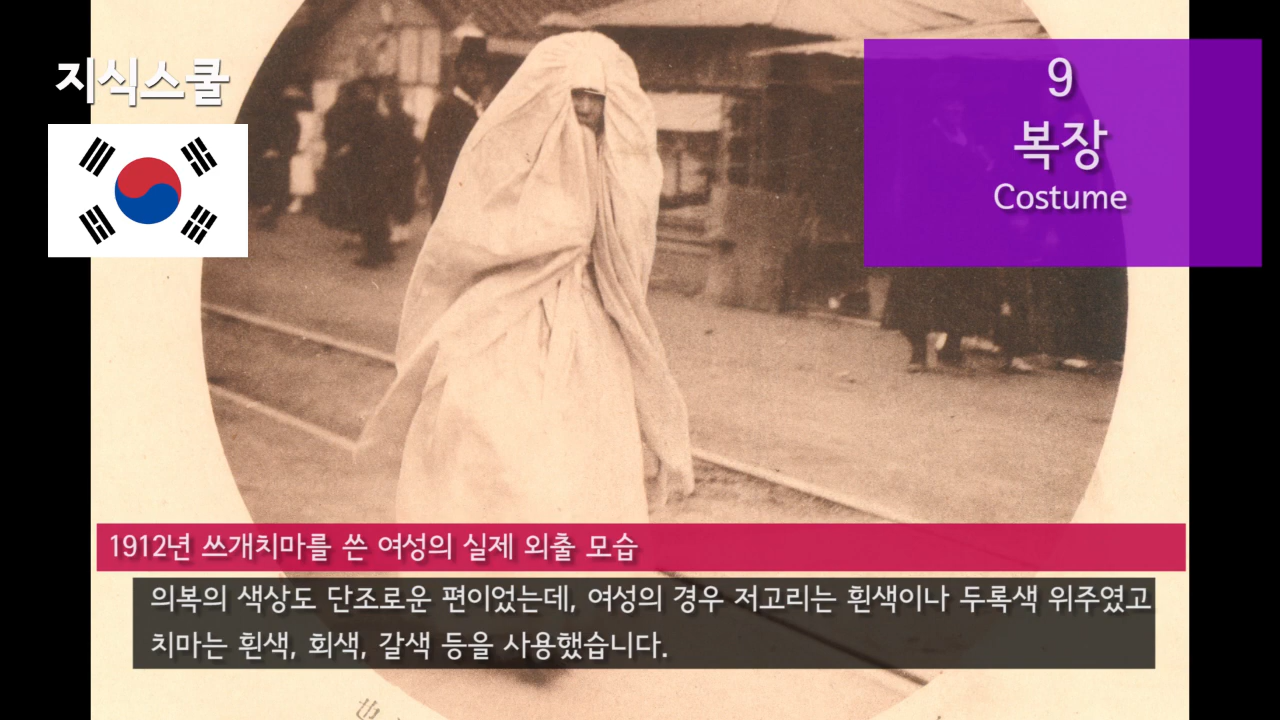 지식스쿨
9
복장
Costume
1912년 쓰개치마를 쓴 여성의 실제 외출 모습
의복의 색상도 단조로운 편이었는데, 여성의 경우 저고리는 흰색이나 두록색 위주였고
치마는 흰색, 회색, 갈색 등을 사용했습니다.